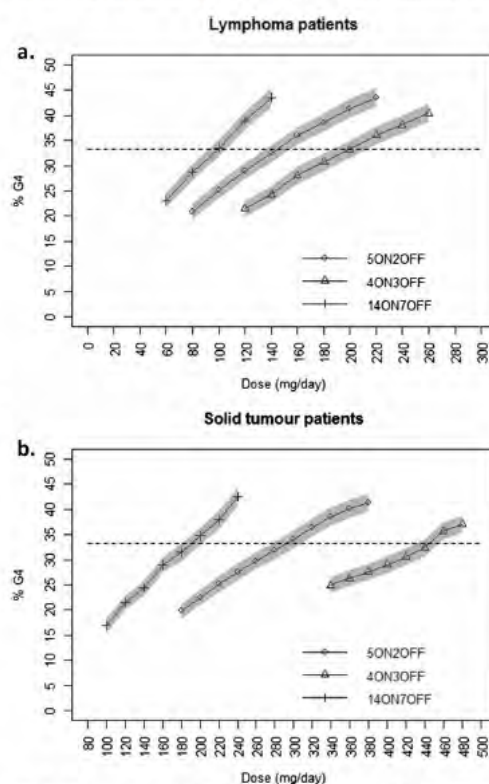 Lymphoma patients
a.
% G4
50
45
40
35
30
25
20
15
10
5
0
5ON2OFF
4ON3OFF
14ON7OFF
0 20 40 60 80 100 120 140 160 180 200 220 240 260 280 300
Dose (mg/day)
Solid tumour patients
b.
% G4
50
45
40
35
30
25
20
15
10
5
0
5ON2OFF
4ON3OFF
14ON7OFF
80 100 120 140 160 180 200 220 240 260 280 300 320 340 360 380 400 420 440 460 480 500
Dose (mg/day)